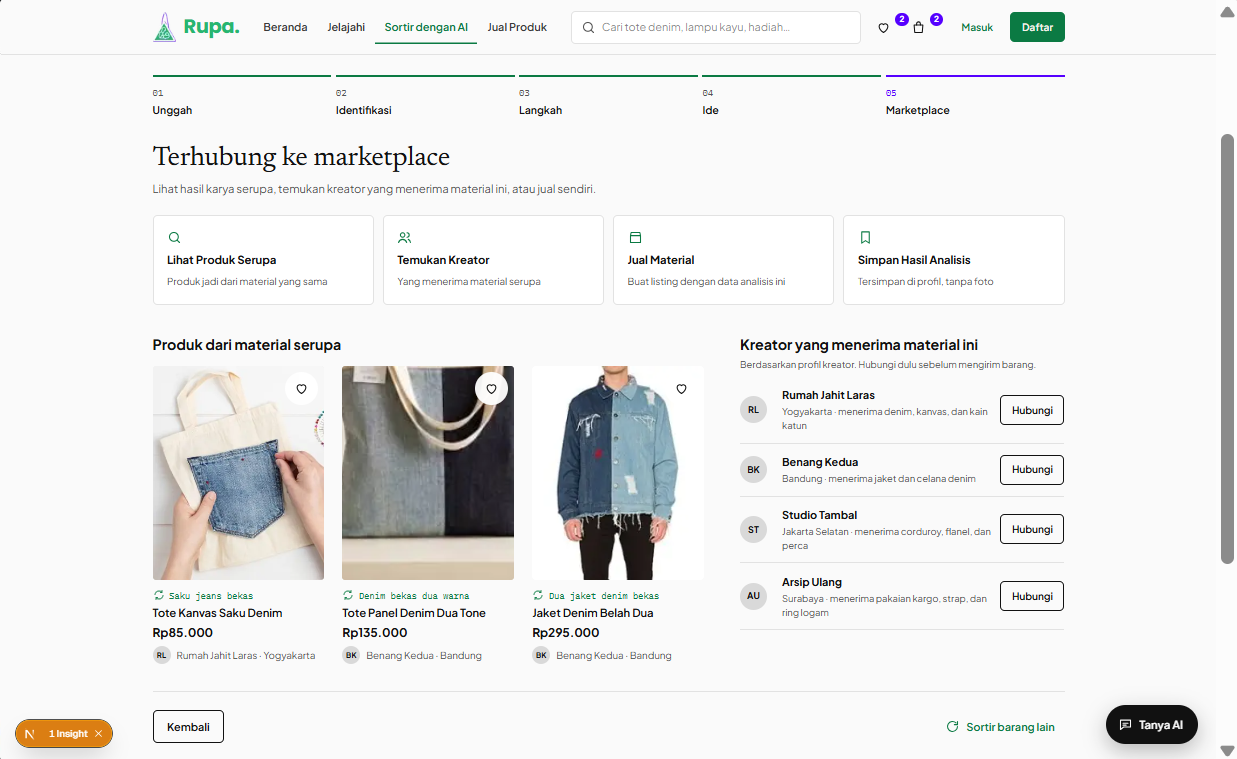 Rupa.
Beranda
Jelajahi
Sortir dengan AI
Jual Produk
Cari tote denim, lampu kayu, hadiah...
2
2
Masuk
Daftar
01
Unggah
02
Identifikasi
03
Langkah
04
Ide
05
Marketplace
Terhubung ke marketplace
Lihat hasil karya serupa, temukan kreator yang menerima material ini, atau jual sendiri.
Lihat Produk Serupa
Produk jadi dari material yang sama
Temukan Kreator
Yang menerima material serupa
Jual Material
Buat listing dengan data analisis ini
Simpan Hasil Analisis
Tersimpan di profil, tanpa foto
Produk dari material serupa
Saku jeans bekas
Tote Kanvas Saku Denim
Rp85.000
RL
Rumah Jahit Laras · Yogyakarta
Denim bekas dua warna
Tote Panel Denim Dua Tone
Rp135.000
BK
Benang Kedua · Bandung
Dua jaket denim bekas
Jaket Denim Belah Dua
Rp295.000
BK
Benang Kedua · Bandung
Kreator yang menerima material ini
Berdasarkan profil kreator. Hubungi dulu sebelum mengirim barang.
RL
Rumah Jahit Laras
Yogyakarta · menerima denim, kanvas, dan kain
katun
Hubungi
BK
Benang Kedua
Bandung · menerima jaket dan celana denim
Hubungi
ST
Studio Tambal
Jakarta Selatan · menerima corduroy, flanel, dan
perca
Hubungi
AU
Arsip Ulang
Surabaya · menerima pakaian kargo, strap, dan
ring logam
Hubungi
Kembali
Sortir barang lain
N 1 Insight
Tanya AI